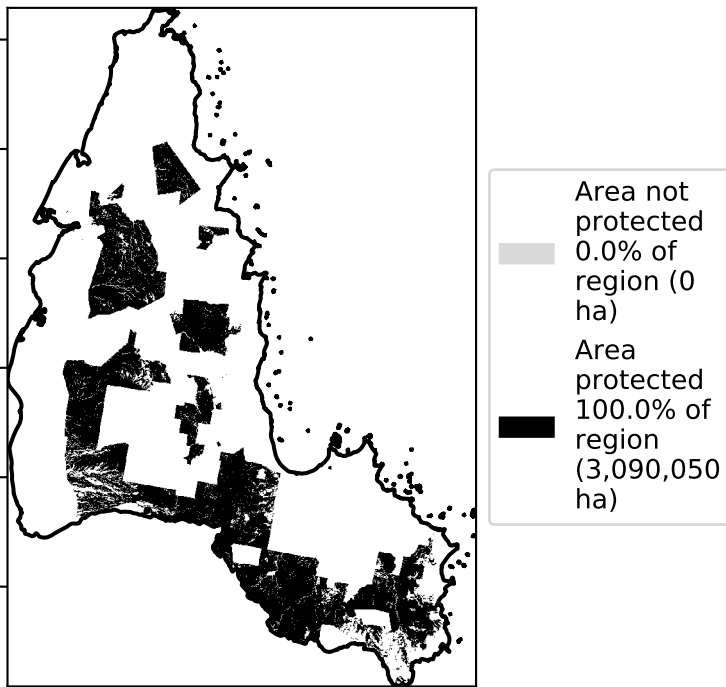 Area not
protected
0.0% of
region (0
ha)
Area
protected
100.0% of
region
(3,090,050
ha)